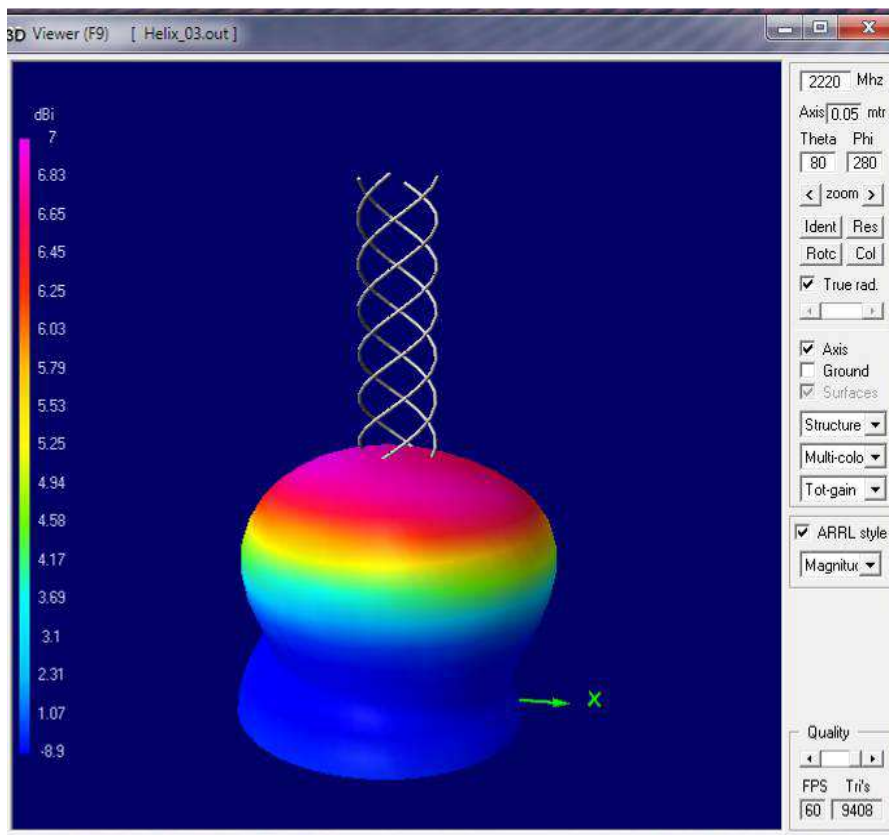 3D Viewer (F9) [ Helix_03.out ]
dBi
7
6.83
6.65
6.45
6.25
6.03
5.79
5.53
5.25
4.94
4.58
4.17
3.69
3.1
2.31
1.07
-8.9
X
2220 Mhz
Axis 0.05 mtr
Theta Phi
80 280
< zoom >
Ident Res
Rotc Col
True rad.
Axis
Ground
Surfaces
Structure
Multi-colo
Tot-gain
ARRL style
Magnituc
Quality
FPS Tri's
60 9408